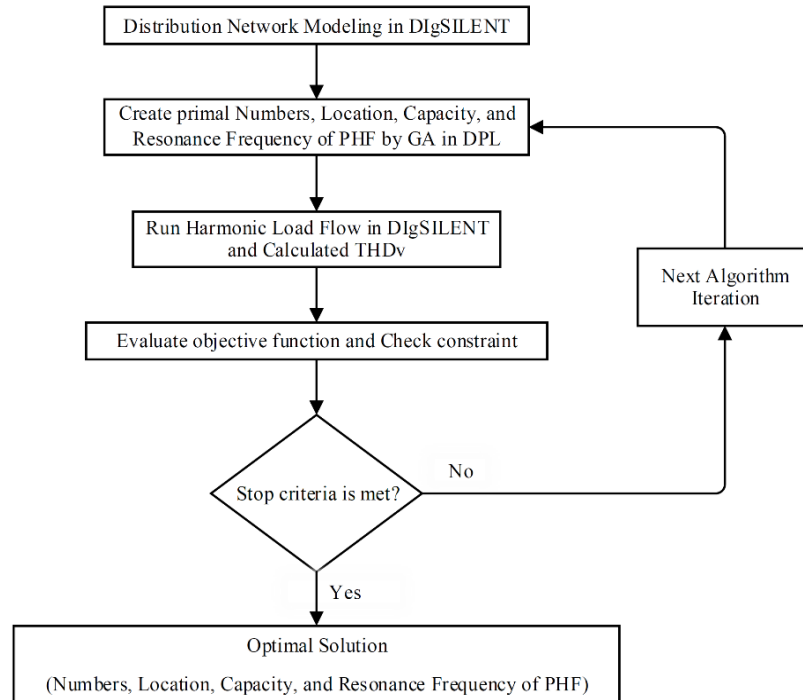 Distribution Network Modeling in DIgSILENT
Create primal Numbers, Location, Capacity, and
Resonance Frequency of PHF by GA in DPL
Run Harmonic Load Flow in DIgSILENT
and Calculated THDv
Next Algorithm
Iteration
Evaluate objective function and Check constraint
No
Stop criteria is met?
Yes
Optimal Solution
(Numbers, Location, Capacity, and Resonance Frequency of PHF)